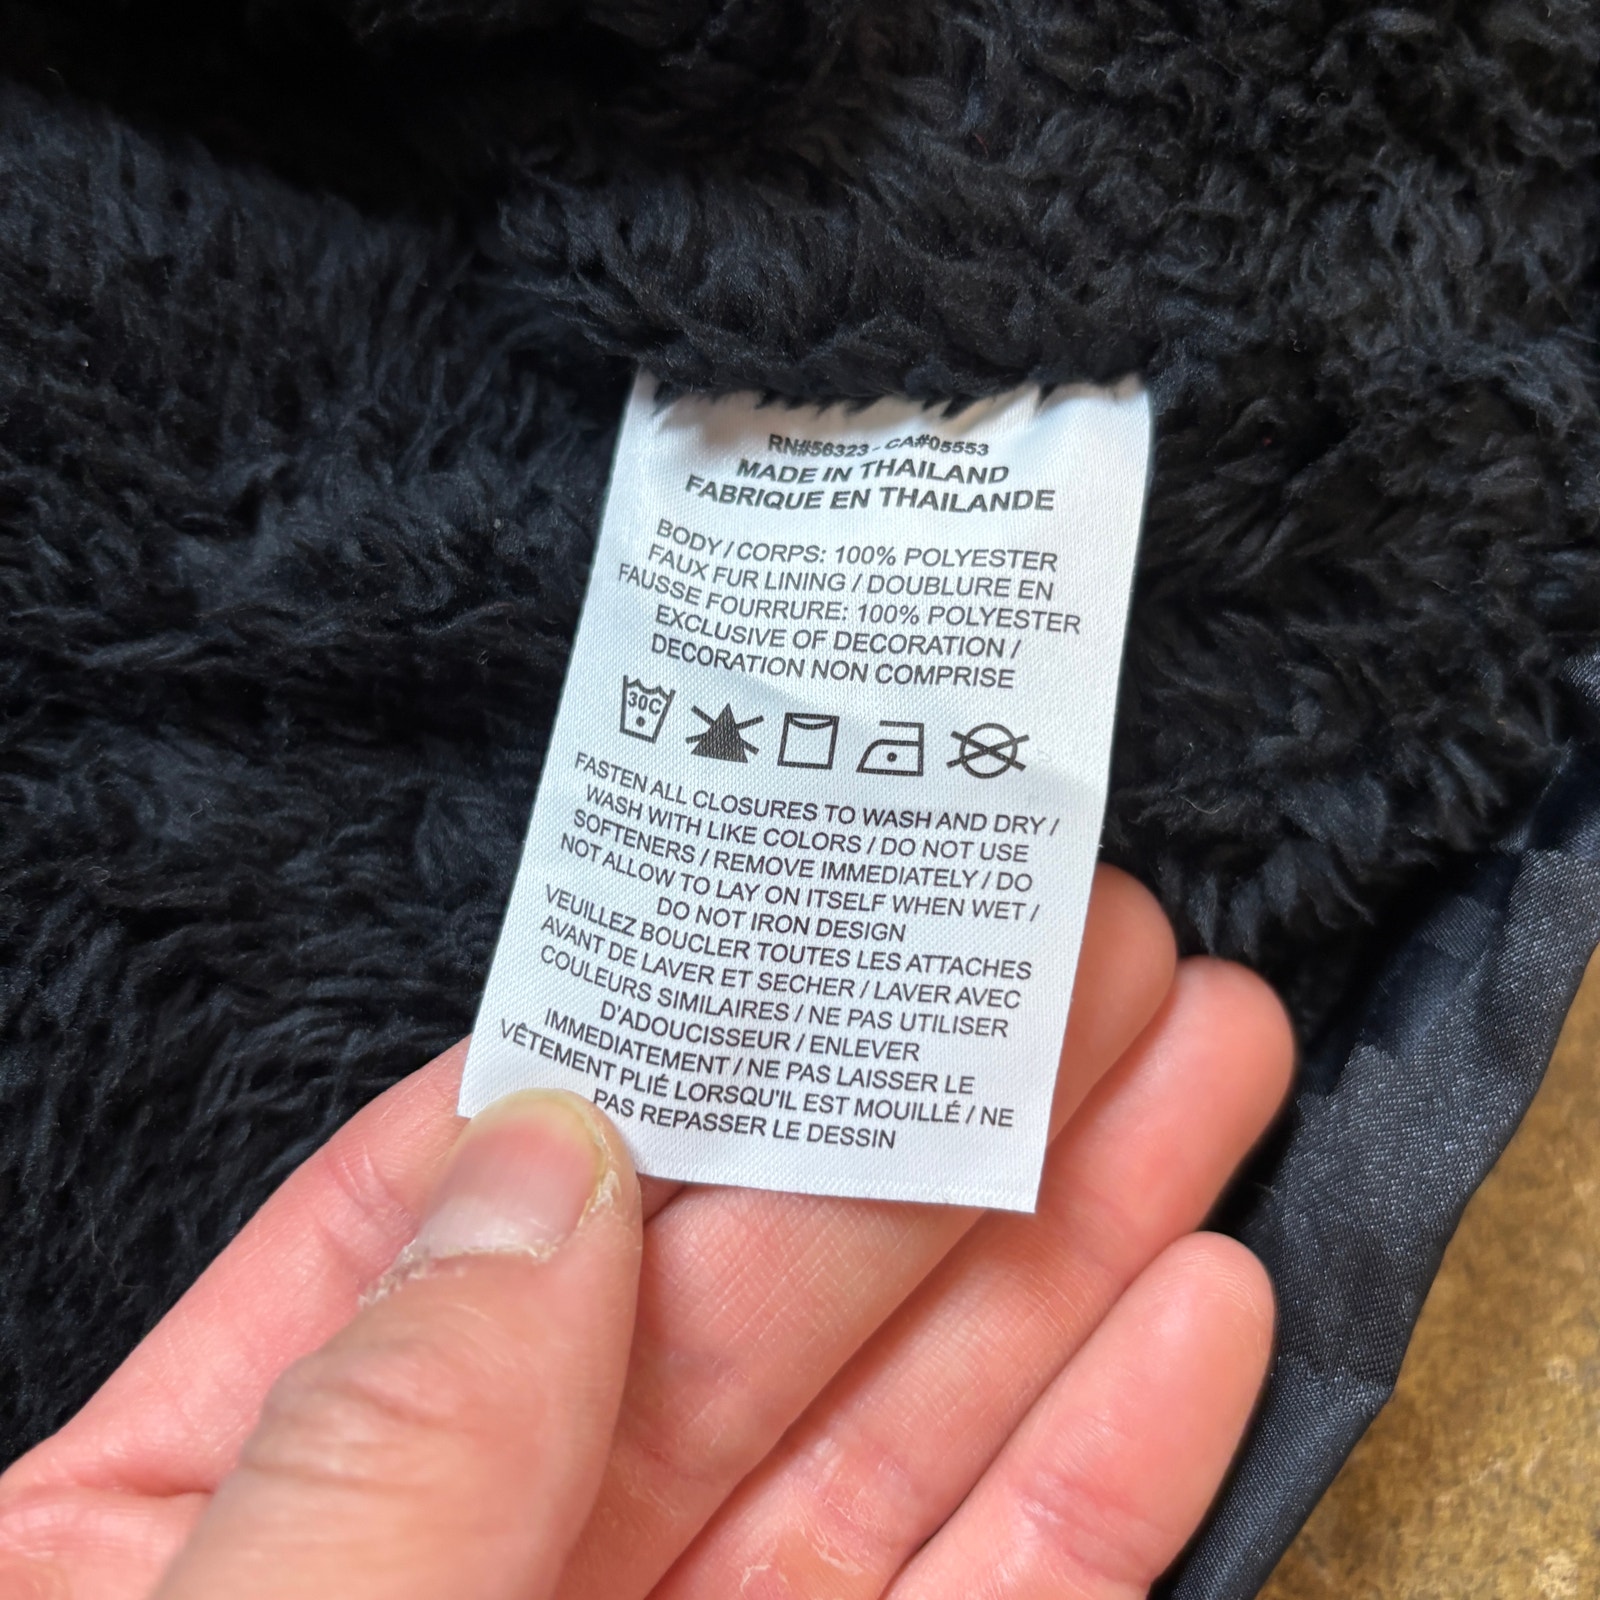 RN#56323 - CA#05553
MADE IN THAILAND
FABRIQUE EN THAILANDE
BODY / CORPS: 100% POLYESTER
FAUX FUR LINING / DOUBLURE EN
FAUSSE FOURRURE: 100% POLYESTER
EXCLUSIVE OF DECORATION /
DECORATION NON COMPRISE
30C
FASTEN ALL CLOSURES TO WASH AND DRY /
WASH WITH LIKE COLORS / DO NOT USE
SOFTENERS / REMOVE IMMEDIATELY / DO
NOT ALLOW TO LAY ON ITSELF WHEN WET /
DO NOT IRON DESIGN
VEUILLEZ BOUCLER TOUTES LES ATTACHES
AVANT DE LAVER ET SECHER / LAVER AVEC
COULEURS SIMILAIRES / NE PAS UTILISER
D'ADOUCISSEUR / ENLEVER
IMMEDIATEMENT / NE PAS LAISSER LE
VÊTEMENT PLIÉ LORSQU'IL EST MOUILLÉ / NE
PAS REPASSER LE DESSIN